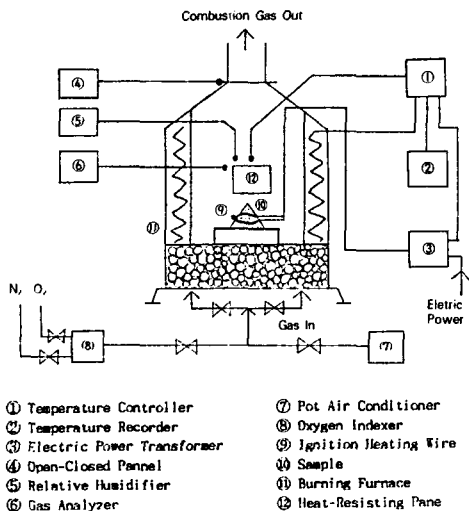 Combustion Gas Out
④
①
⑤
⑥
⑫
②
⑨
⑩
⑪
③
N, O,
Gas In
Eletric
Power
⑧
⑦
① Temperature Controller
② Temperature Recorder
③ Electric Power Transformer
④ Open-Closed Pannel
⑤ Relative Humidifier
⑥ Gas Analyzer
⑦ Pot Air Conditioner
⑧ Oxygen Indexer
⑨ Ignition Heating Wire
⑩ Sample
⑪ Burning Furnace
⑫ Heat-Resisting Pane